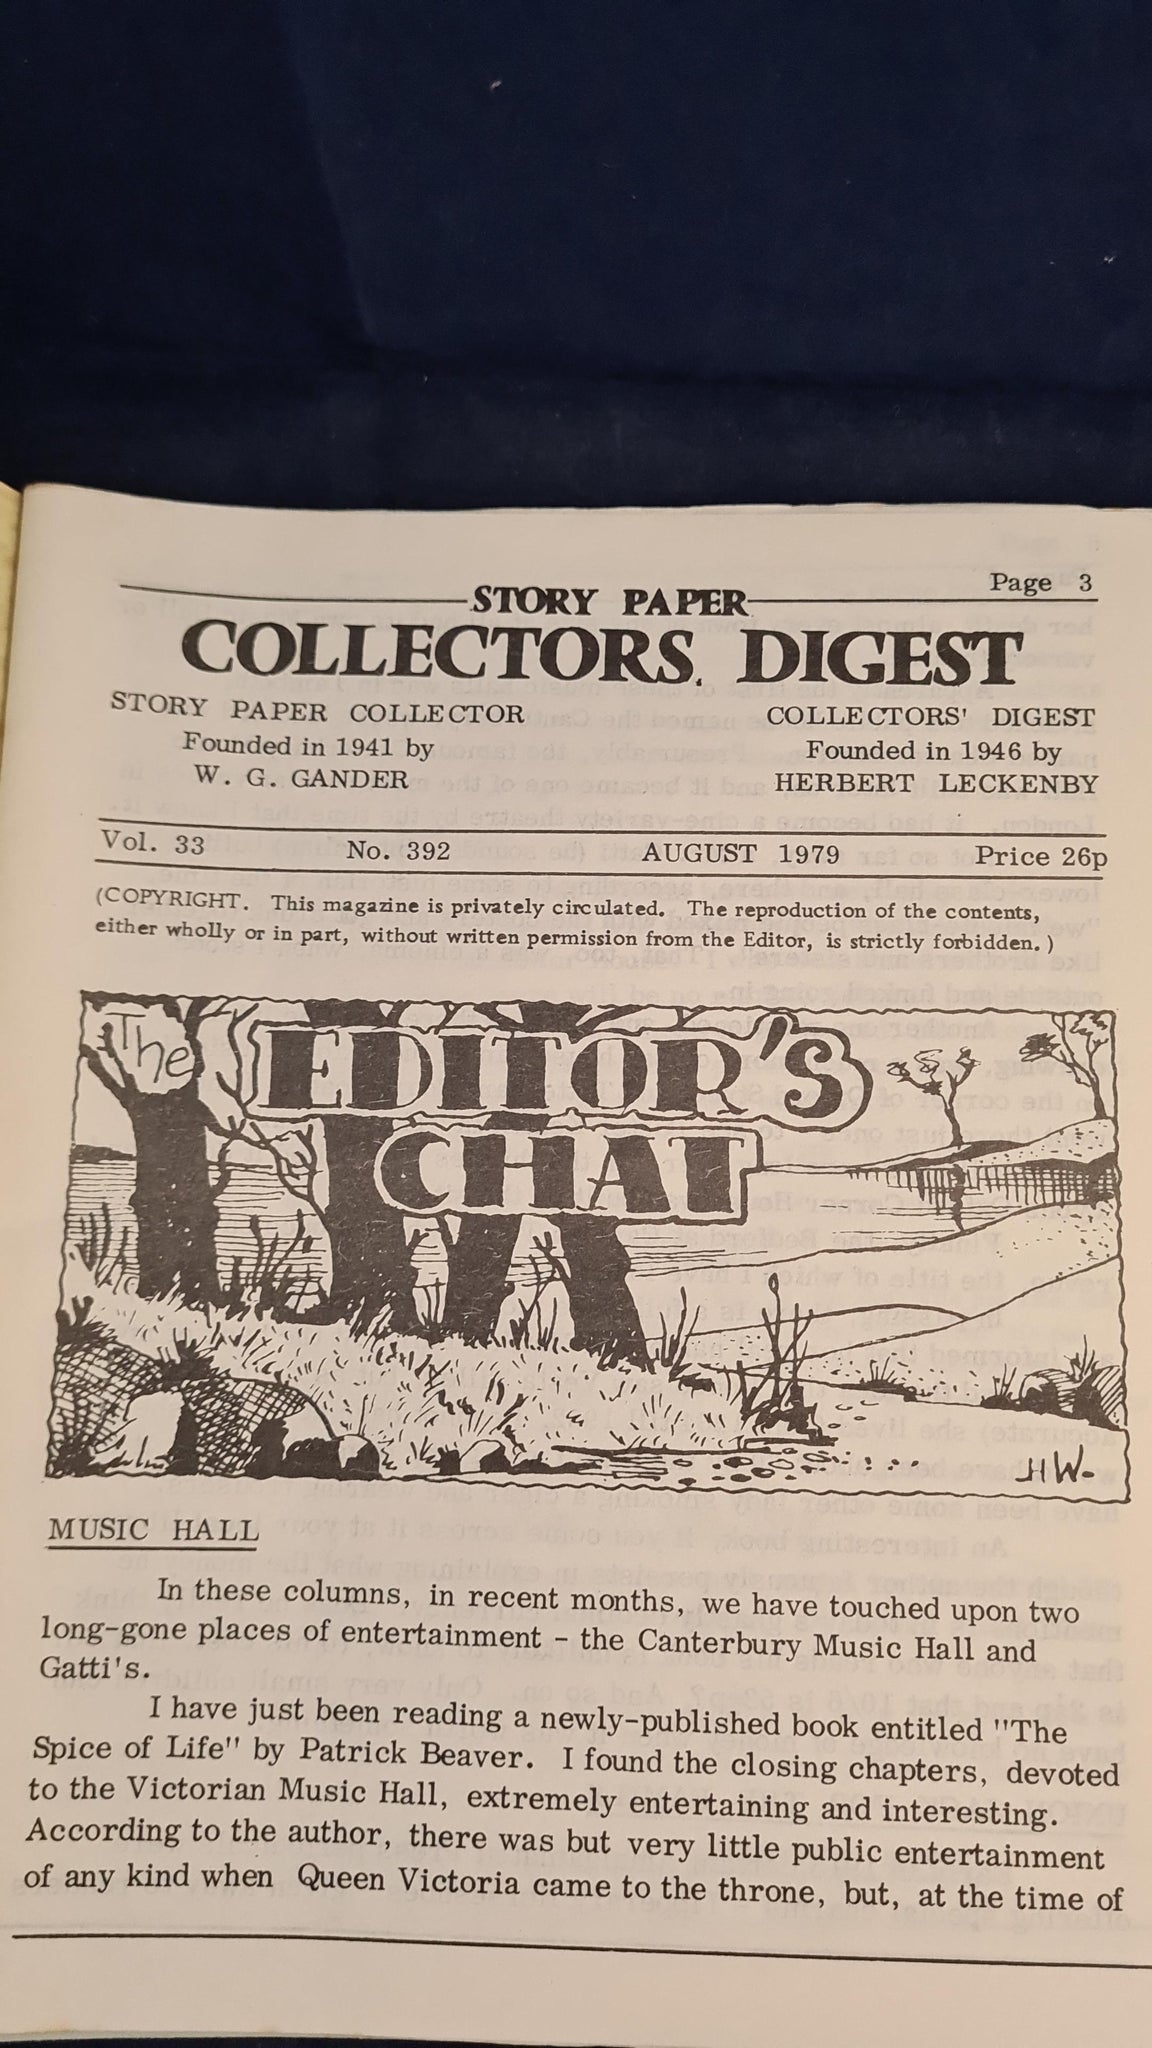 Page 3
STORY PAPER
COLLECTORS, DIGEST
STORY PAPER COLLECTOR
Founded in 1941 by
W. G. GANDER
COLLECTORS' DIGEST
Founded in 1946 by
HERBERT LECKENBY
Vol. 33 No. 392 AUGUST 1979 Price 26p
(COPYRIGHT. This magazine is privately circulated. The reproduction of the contents,
either wholly or in part, without written permission from the Editor, is strictly forbidden.)
The EDITOR'S
CHAT
HW.
MUSIC HALL
In these columns, in recent months, we have touched upon two
long-gone places of entertainment - the Canterbury Music Hall and
Gatti's.
I have just been reading a newly-published book entitled "The
Spice of Life" by Patrick Beaver. I found the closing chapters, devoted
to the Victorian Music Hall, extremely entertaining and interesting.
According to the author, there was but very little public entertainment
of any kind when Queen Victoria came to the throne, but, at the time of